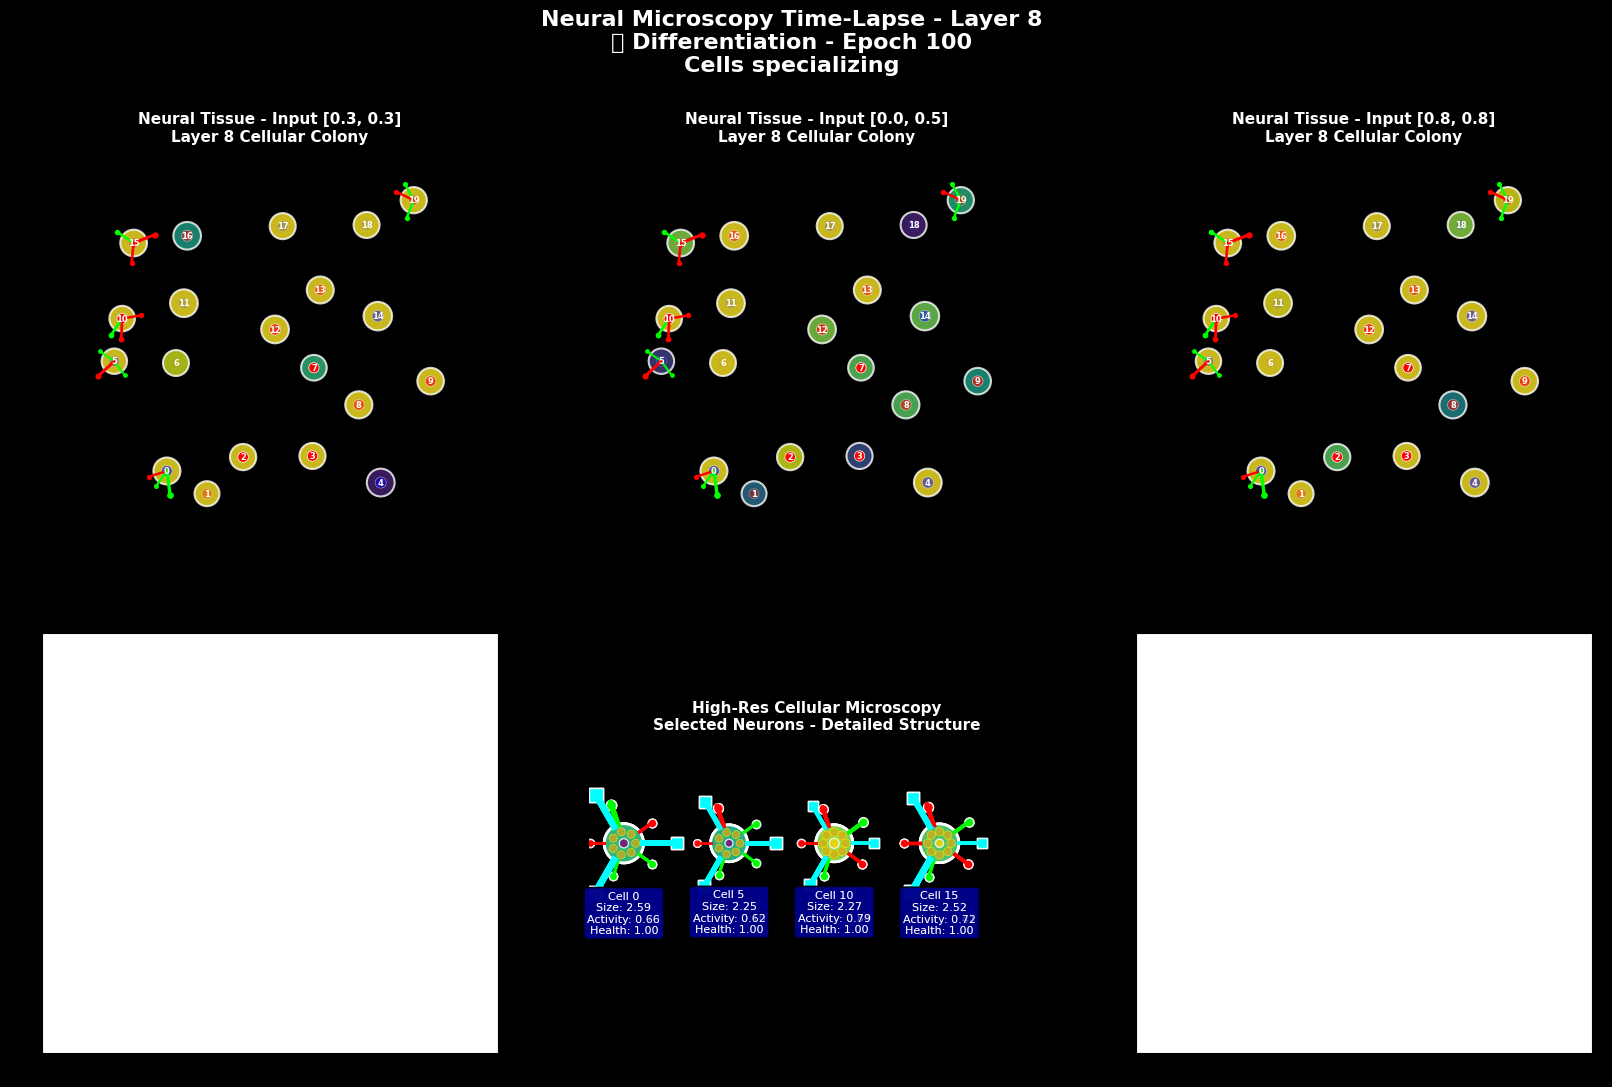 Neural Microscopy Time-Lapse - Layer 8
Differentiation - Epoch 100
Cells specializing
Neural Tissue - Input [0.3, 0.3]
Layer 8 Cellular Colony
19
17
18
15
16
13
11
14
10
12
5
6
7
9
8
2
3
0
4
1
Neural Tissue - Input [0.0, 0.5]
Layer 8 Cellular Colony
19
17
18
15
16
13
11
14
10
12
5
6
7
9
8
2
3
0
4
1
Neural Tissue - Input [0.8, 0.8]
Layer 8 Cellular Colony
19
17
18
15
16
13
11
14
10
12
5
6
7
9
8
2
3
0
4
1
High-Res Cellular Microscopy
Selected Neurons - Detailed Structure
Cell 0
Size: 2.59
Activity: 0.66
Health: 1.00
Cell 5
Size: 2.25
Activity: 0.62
Health: 1.00
Cell 10
Size: 2.27
Activity: 0.79
Health: 1.00
Cell 15
Size: 2.52
Activity: 0.72
Health: 1.00